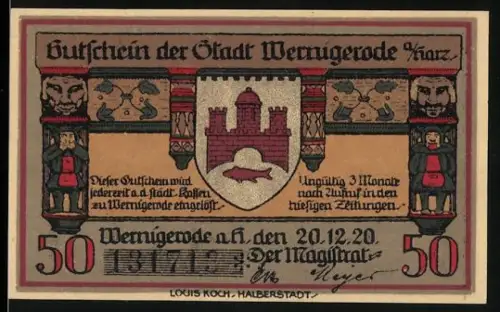 Gutschein der Stadt Wernigerode a/Harz.
Dieser Gutschein wird
jederzeit a.d. städt. Kassen
zu Wernigerode eingelöst.
Ungültig 3 Monate
nach Aufruf in den
hiesigen Zeitungen.
50 Wernigerode a.H. den 20.12.20. 50
Der Magistrat
Meyer
LOUIS KOCH, HALBERSTADT.